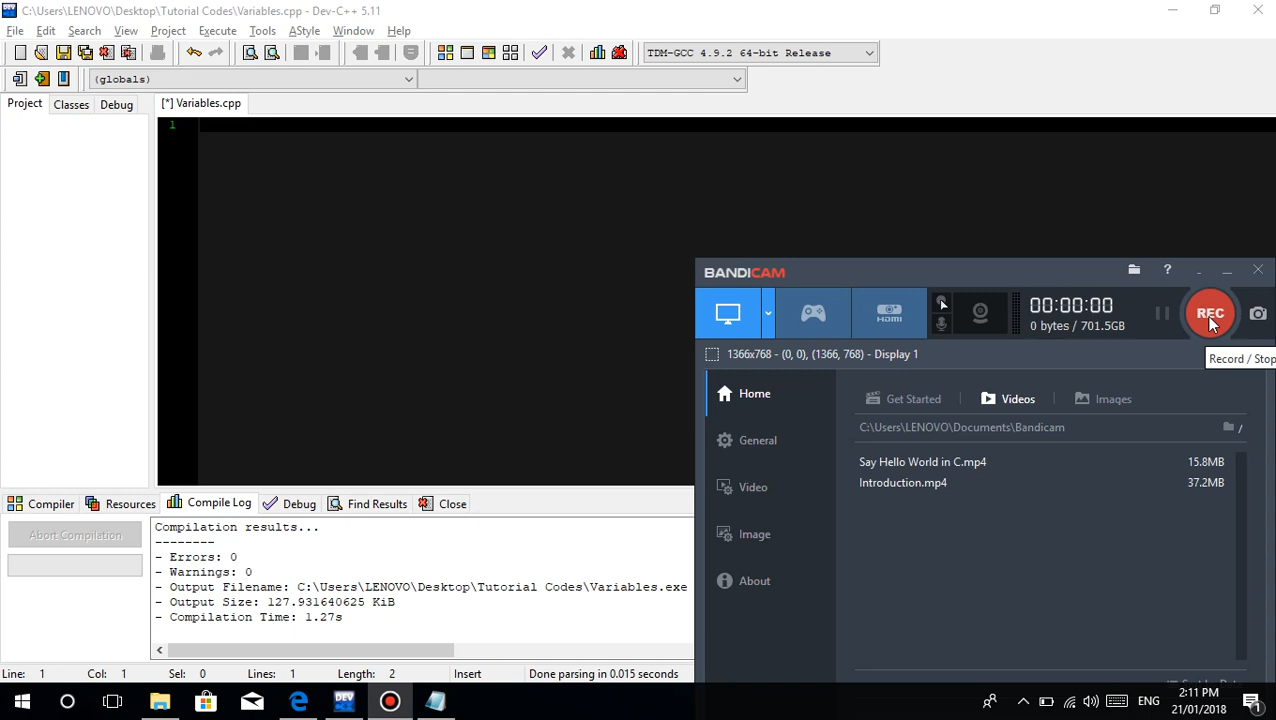 C:\Users\LENOVO\Desktop\Tutorial Codes\Variables.cpp - Dev-C++ 5.11
File Edit Search View Project Execute Tools AStyle Window Help
TDM-GCC 4.9.2 64-bit Release
(globals)
Project Classes Debug [*] Variables.cpp
1
BANDICAM
00:00:00
REC
0 bytes / 701.5GB
1366x768 - (0, 0), (1366, 768) - Display 1
Record / Stop
Home
Get Started Videos Images
C:\Users\LENOVO\Documents\Bandicam
/
General
Say Hello World in C.mp4 15.8MB
Introduction.mp4 37.2MB
Video
Image
About
Compiler Resources Compile Log Debug Find Results Close
Abort Compilation
Compilation results...
--------
- Errors: 0
- Warnings: 0
- Output Filename: C:\Users\LENOVO\Desktop\Tutorial Codes\Variables.exe
- Output Size: 127.931640625 KiB
- Compilation Time: 1.27s
Line: 1 Col: 1 Sel: 0 Lines: 1 Length: 2 Insert Done parsing in 0.015 seconds
DEV
ENG
2:11 PM
21/01/2018
1